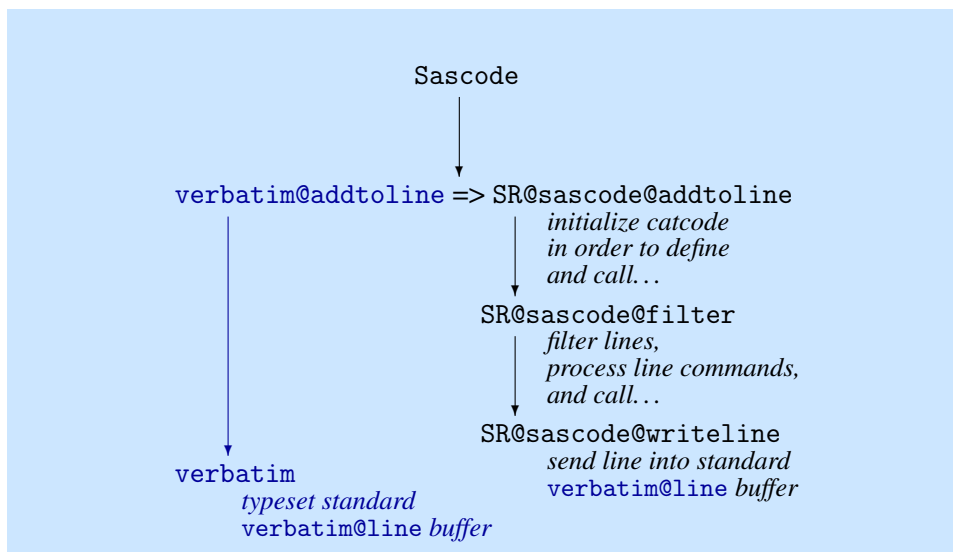 Sascode
verbatim@addtoline => SR@sascode@addtoline
initialize catcode
in order to define
and call...
SR@sascode@filter
filter lines,
process line commands,
and call...
SR@sascode@writeline
send line into standard
verbatim@line buffer
verbatim
typeset standard
verbatim@line buffer